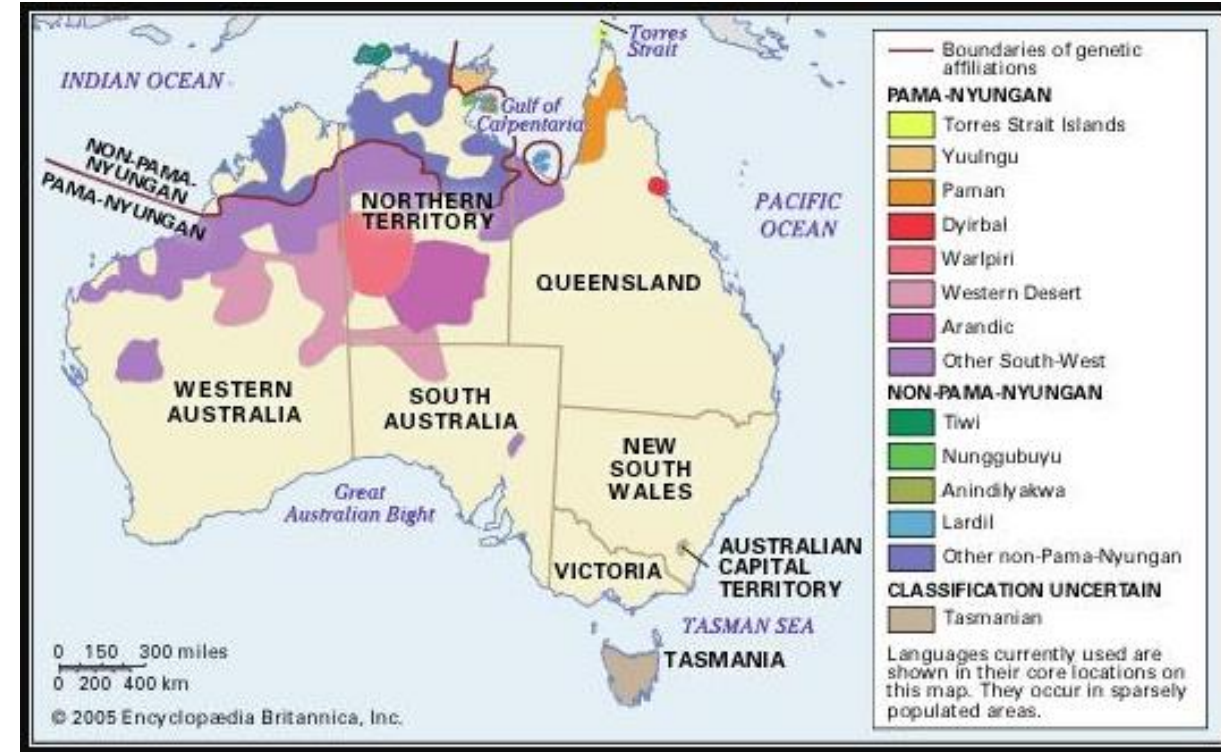 Torres
Strait
INDIAN OCEAN
Gulf of
Calpentaria
NON-PAMA-
NYUNGAN
PAMA-NYUNGAN
NORTHERN
TERRITORY
PACIFIC
OCEAN
QUEENSLAND
WESTERN
AUSTRALIA
SOUTH
AUSTRALIA
NEW
SOUTH
WALES
Great
Australian Bight
AUSTRALIAN
CAPITAL
TERRITORY
VICTORIA
TASMAN SEA
TASMANIA
0 150 300 miles
0 200 400 km
© 2005 Encyclopædia Britannica, Inc.
Boundaries of genetic
affiliations
PAMA-NYUNGAN
Torres Strait Islands
Yuulngu
Paman
Dyirbal
Warlpiri
Western Desert
Arandic
Other South-West
NON-PAMA-NYUNGAN
Tiwi
Nunggubuyu
Anindilyakwa
Lardil
Other non-Pama-Nyungan
CLASSIFICATION UNCERTAIN
Tasmanian
Languages currently used are
shown in their core locations on
this map. They occur in sparsely
populated areas.